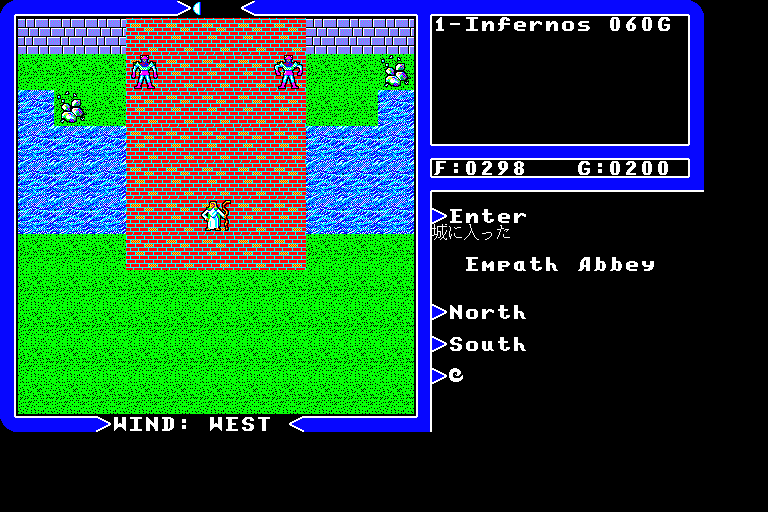 1-Infernos 060G
F:0298 G:0200
Enter
城に入った
Empath Abbey
North
South
WIND: WEST